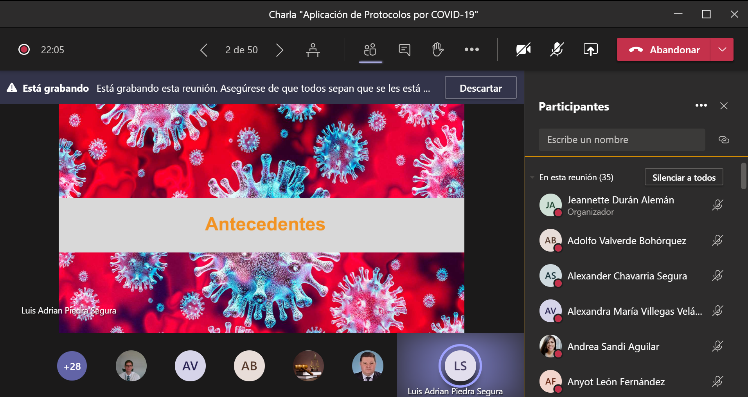 Charla "Aplicación de Protocolos por COVID-19"
22:05
2 de 50
Abandonar
Está grabando Está grabando esta reunión. Asegúrese de que todos sepan que se les está ...
Descartar
Antecedentes
Luis Adrian Piedra Segura
+28
AV
AB
LS
Luis Adrian Piedra Segura
Participantes
Escribe un nombre
En esta reunión (35)
Silenciar a todos
JA
Jeannette Durán Alemán
Organizador
AB
Adolfo Valverde Bohórquez
AS
Alexander Chavarria Segura
AV
Alexandra María Villegas Velá...
Andrea Sandi Aguilar
AF
Anyot León Fernández